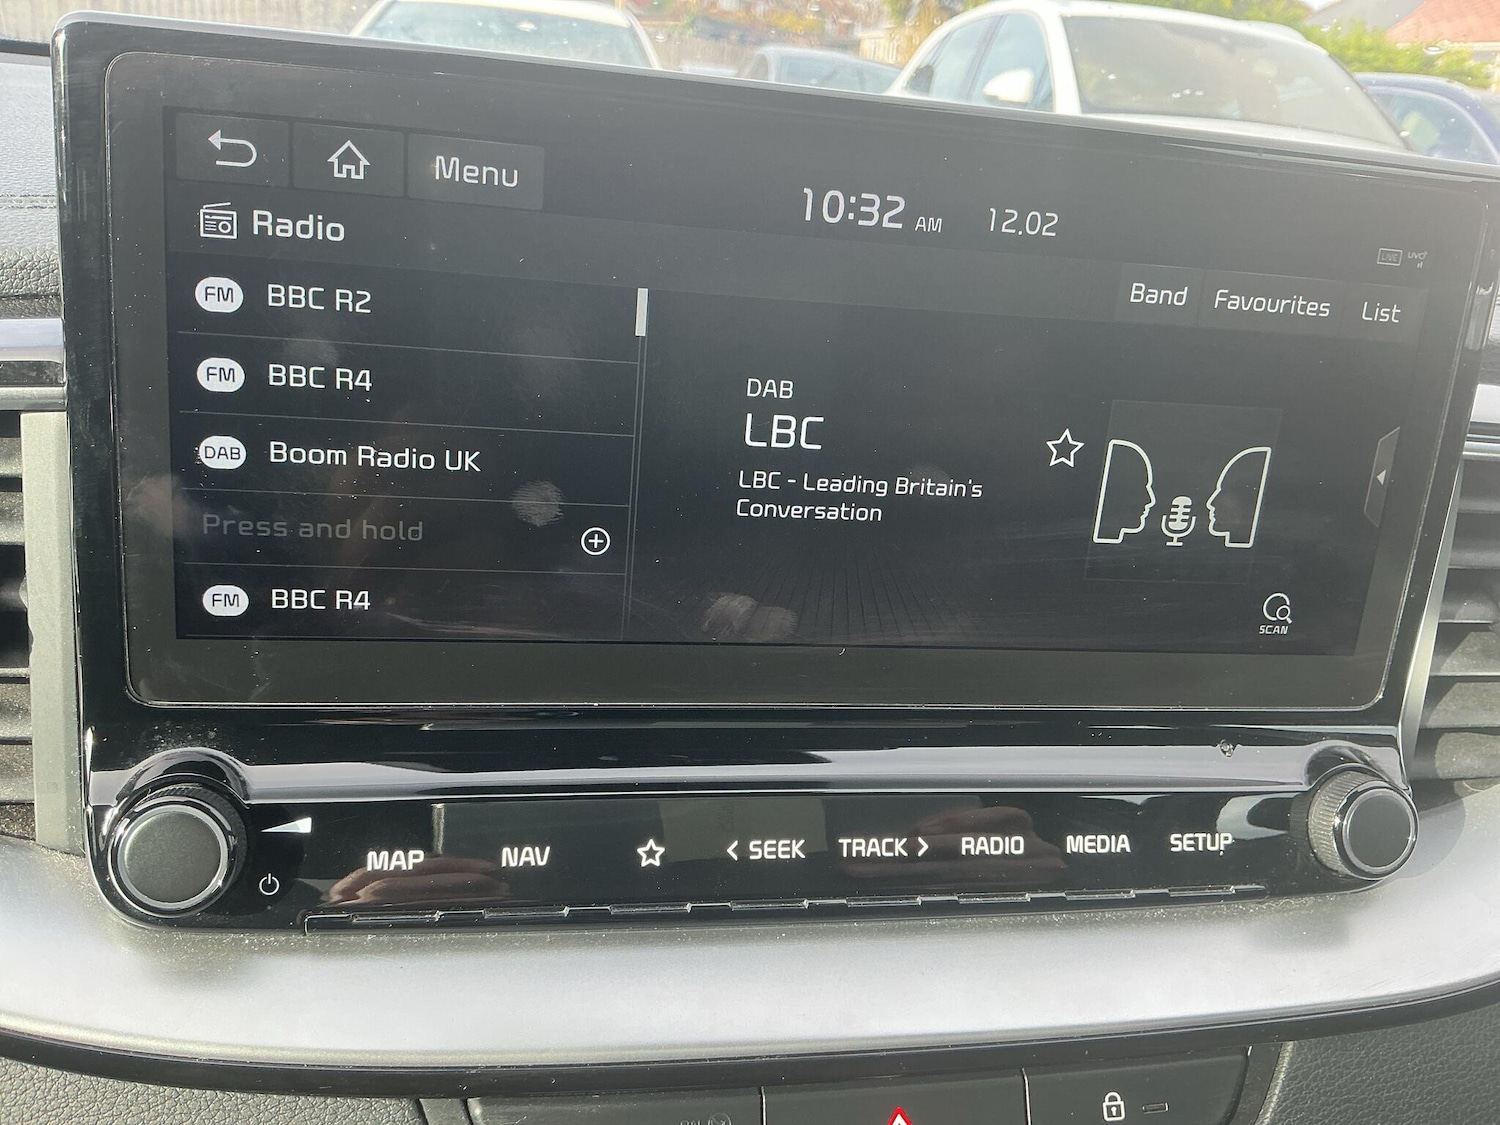 Menu
10:32 AM 12.02
Radio
LIVE UVO
Band Favourites List
FM BBC R2
FM BBC R4
DAB Boom Radio UK
Press and hold
FM BBC R4
DAB
LBC
LBC - Leading Britain's
Conversation
SCAN
MAP NAV < SEEK TRACK > RADIO MEDIA SETUP